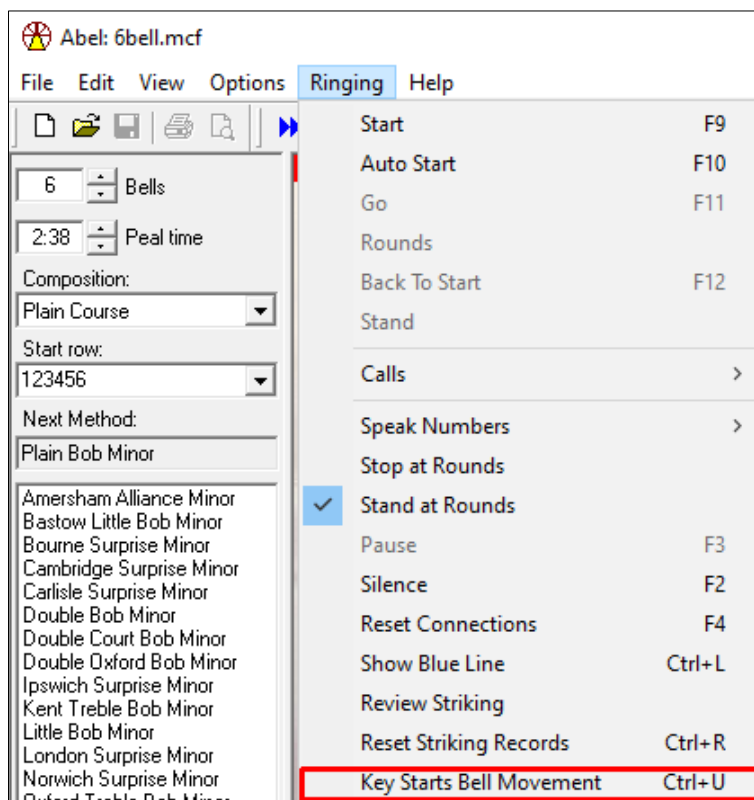 Abel: 6bell.mcf
File Edit View Options Ringing Help
6 Bells
2:38 Peal time
Composition:
Plain Course
Start row:
123456
Next Method:
Plain Bob Minor
Amersham Alliance Minor
Bastow Little Bob Minor
Bourne Surprise Minor
Cambridge Surprise Minor
Carlisle Surprise Minor
Double Bob Minor
Double Court Bob Minor
Double Oxford Bob Minor
Ipswich Surprise Minor
Kent Treble Bob Minor
Little Bob Minor
London Surprise Minor
Norwich Surprise Minor
Oxford Treble Bob Minor
Start F9
Auto Start F10
Go F11
Rounds
Back To Start F12
Stand
Calls
Speak Numbers
Stop at Rounds
Stand at Rounds
Pause F3
Silence F2
Reset Connections F4
Show Blue Line Ctrl+L
Review Striking
Reset Striking Records Ctrl+R
Key Starts Bell Movement Ctrl+U